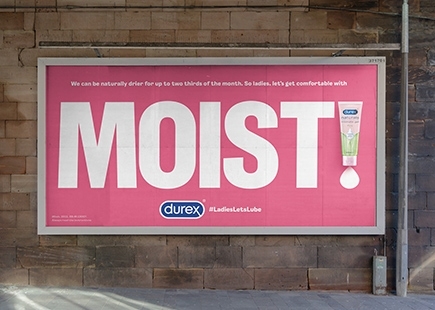 We can be naturally drier for up to two thirds of the month. So ladies, let's get comfortable with
MOIST!
durex
durex
#LadiesLetsLube